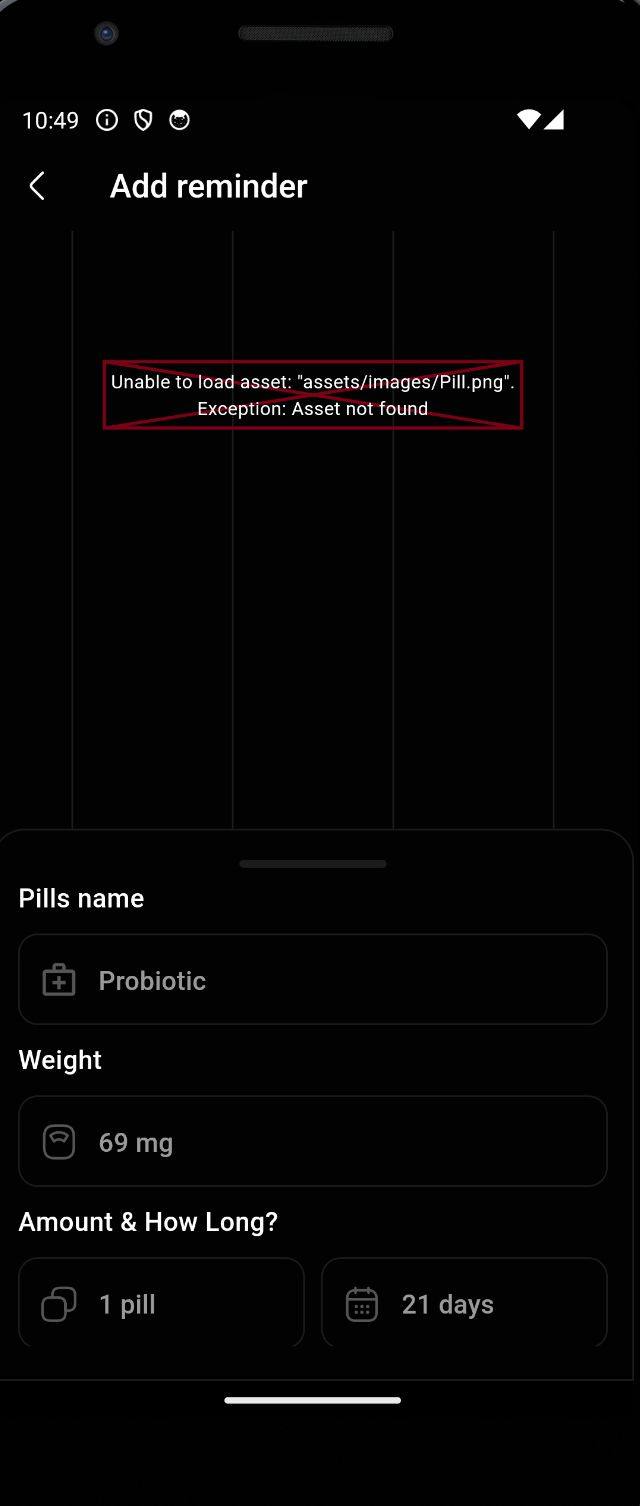 10:49
Add reminder
Unable to load asset: "assets/images/Pill.png".
Exception: Asset not found
Pills name
Probiotic
Weight
69 mg
Amount & How Long?
1 pill
21 days